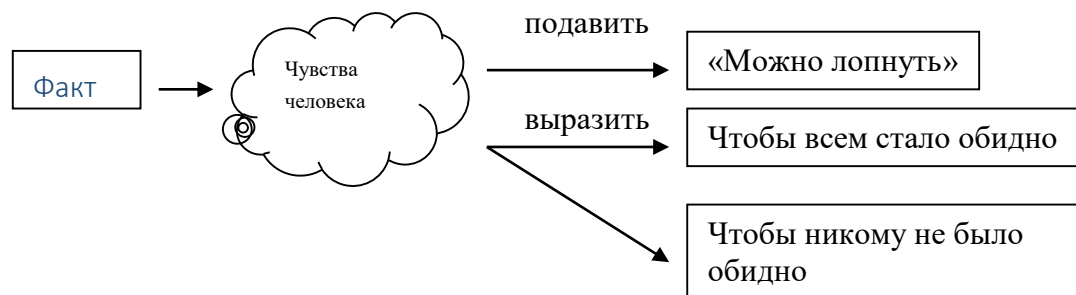 Факт
Чувства
человека
подавить
«Можно лопнуть»
выразить
Чтобы всем стало обидно
Чтобы никому не было
обидно